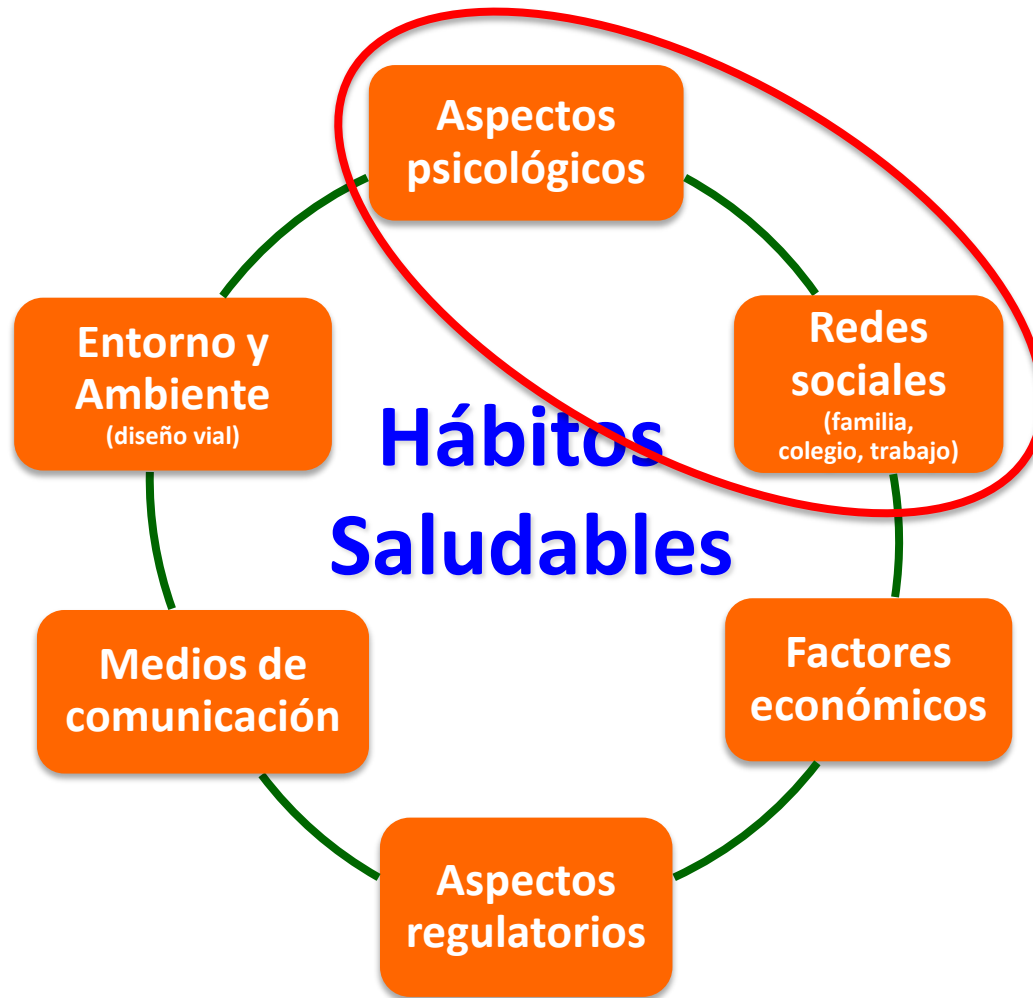 Aspectos
psicológicos
Redes
sociales
(familia,
colegio, trabajo)
Entorno y
Ambiente
(diseño vial)
Hábitos
Saludables
Medios de
comunicación
Factores
económicos
Aspectos
regulatorios